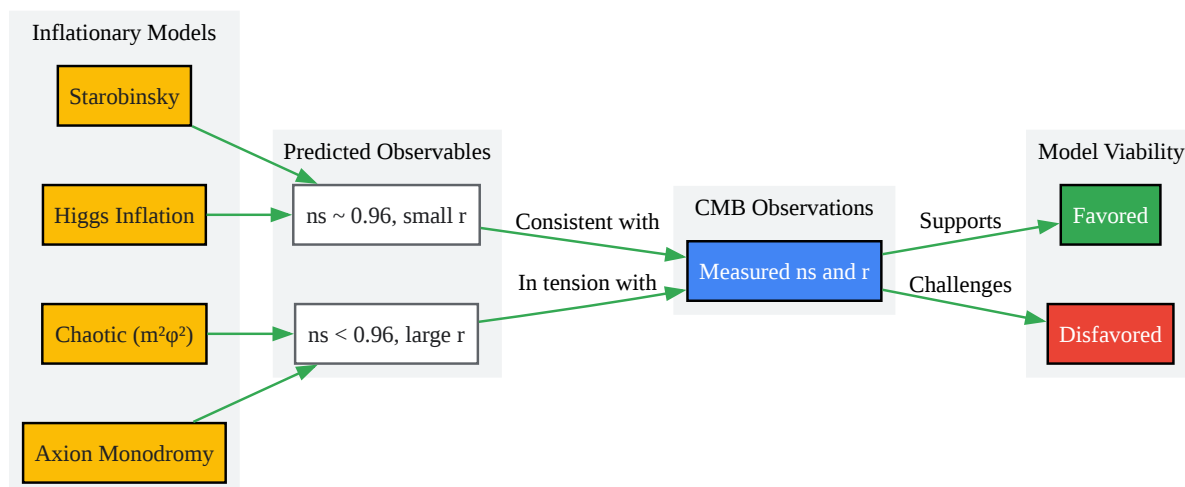 Inflationary Models
Starobinsky
Higgs Inflation
Chaotic (m²φ²)
Axion Monodromy
Predicted Observables
ns ~ 0.96, small r
ns < 0.96, large r
Consistent with
In tension with
CMB Observations
Measured ns and r
Supports
Challenges
Model Viability
Favored
Disfavored